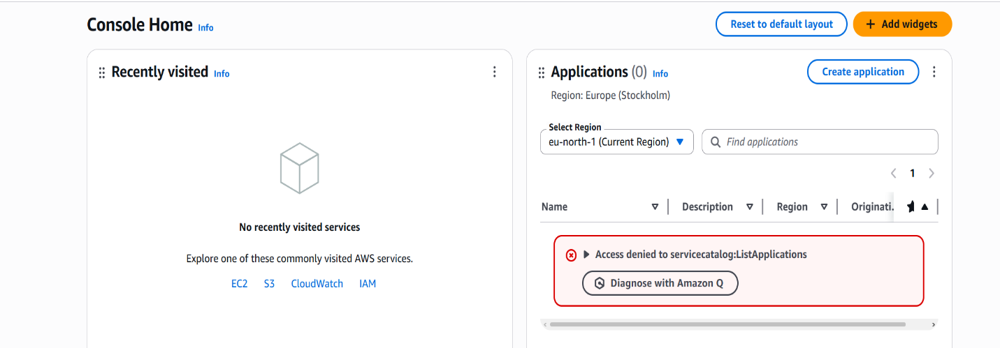 Console Home Info
Reset to default layout
+ Add widgets
Recently visited Info
No recently visited services
Explore one of these commonly visited AWS services.
EC2 S3 CloudWatch IAM
Applications (0) Info
Create application
Region: Europe (Stockholm)
Select Region
eu-north-1 (Current Region)
Find applications
1
Name Description Region Originati.
Access denied to servicecatalog:ListApplications
Diagnose with Amazon Q